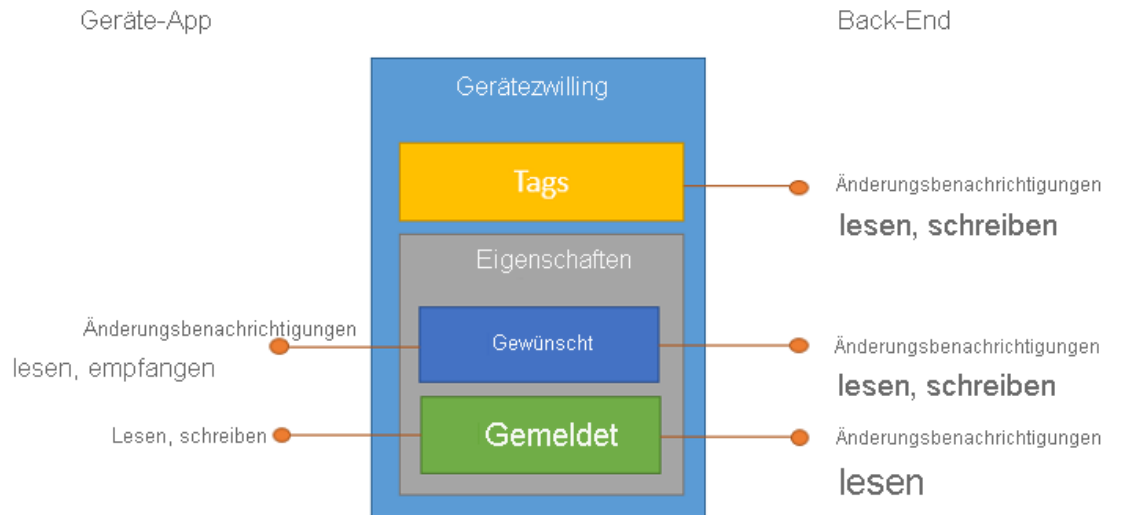 Geräte-App
Back-End
Gerätezwilling
Tags
Änderungsbenachrichtigungen
lesen, schreiben
Eigenschaften
Änderungsbenachrichtigungen
lesen, empfangen
Gewünscht
Änderungsbenachrichtigungen
lesen, schreiben
Lesen, schreiben
Gemeldet
Änderungsbenachrichtigungen
lesen